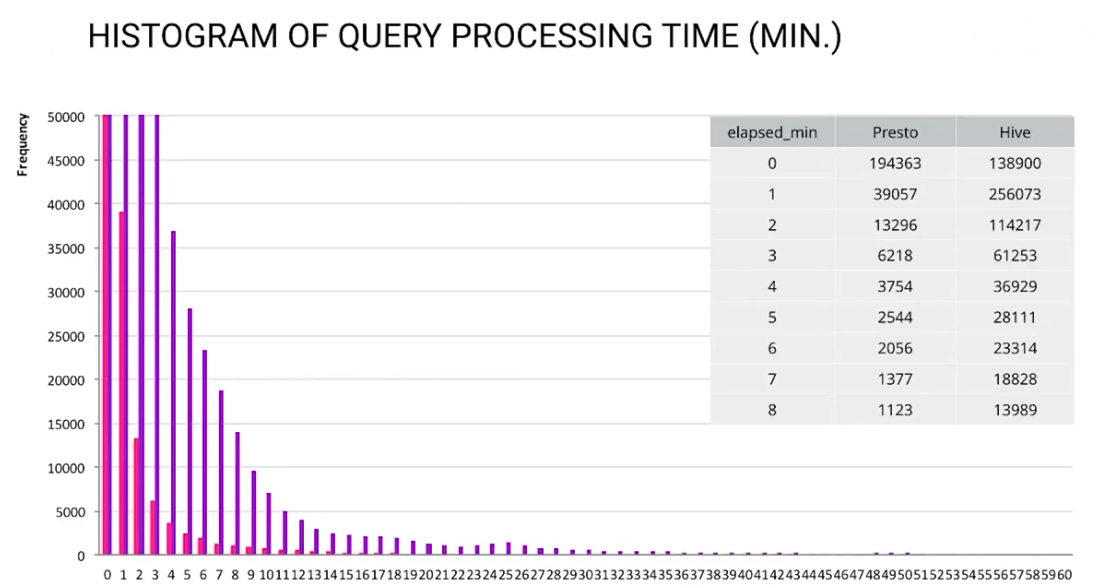 HISTOGRAM OF QUERY PROCESSING TIME (MIN.)
Frequency
50000
45000
40000
35000
30000
25000
20000
15000
10000
5000
0
elapsed_min Presto Hive
0 194363 138900
1 39057 256073
2 13296 114217
3 6218 61253
4 3754 36929
5 2544 28111
6 2056 23314
7 1377 18828
8 1123 13989
0 1 2 3 4 5 6 7 8 9 10 11 12 13 14 15 16 17 18 19 20 21 22 23 24 25 26 27 28 29 30 31 32 33 34 35 36 37 38 39 40 41 42 43 44 45 46 47 48 49 50 51 52 53 54 55 56 57 58 59 60